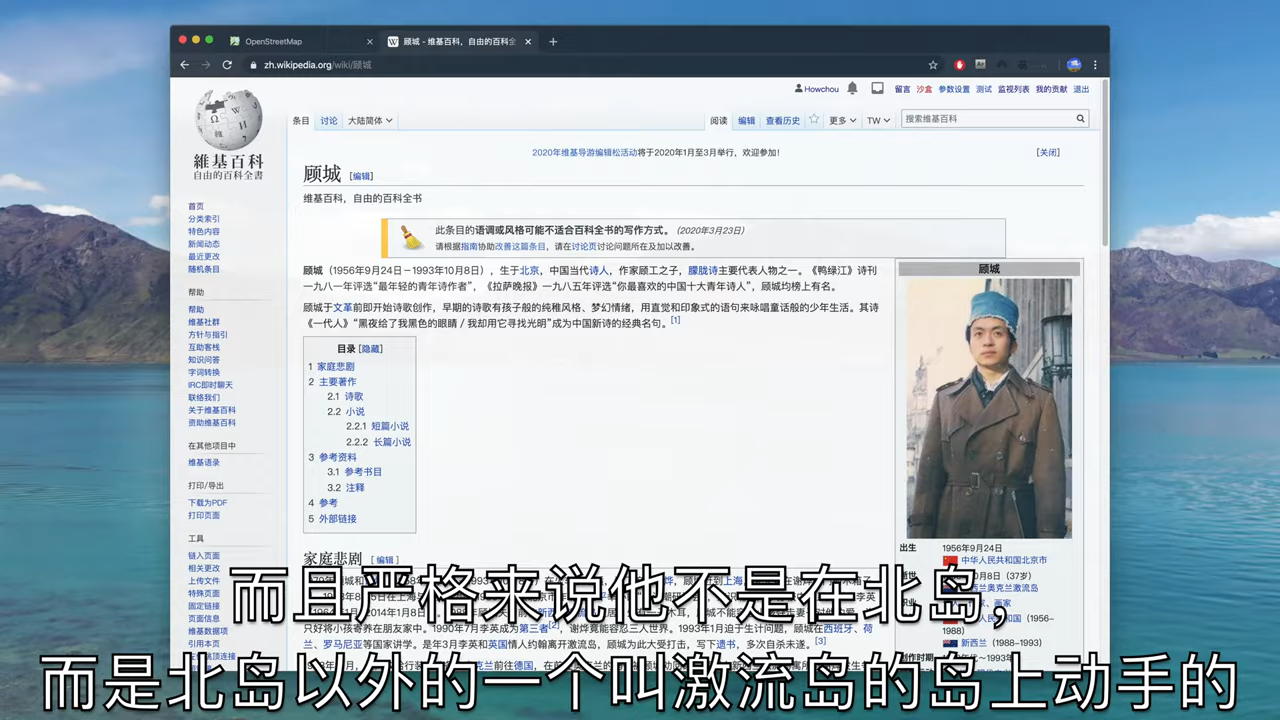 OpenStreetMap
顾城 - 维基百科，自由的百科全
zh.wikipedia.org/wiki/顾城
Howchou 留言 沙盒 参数设置 测试 监视列表 我的贡献 退出
条目 讨论 大陆简体 阅读 编辑 查看历史 更多 TW 搜索维基百科
維基百科
自由的百科全書
2020年维基导游编辑松活动将于2020年1月至3月举行，欢迎参加！ [关闭]
顾城 [编辑]
维基百科，自由的百科全书
此条目的语调或风格可能不适合百科全书的写作方式。 (2020年3月23日)
请根据指南协助改善这篇条目，请在讨论页讨论问题所在及加以改善。
顾城（1956年9月24日－1993年10月8日），生于北京，中国当代诗人，作家顾工之子，朦胧诗主要代表人物之一。《鸭绿江》诗刊
一九八一年评选“最年轻的青年诗作者”，《拉萨晚报》一九八五年评选“你最喜欢的中国十大青年诗人”，顾城均榜上有名。
顾城于文革前即开始诗歌创作，早期的诗歌有孩子般的纯稚风格、梦幻情绪，用直觉和印象式的语句来咏唱童话般的少年生活。其诗
《一代人》“黑夜给了我黑色的眼睛 / 我却用它寻找光明”成为中国新诗的经典名句。[1]
目录 [隐藏]
1 家庭悲剧
2 主要著作
2.1 诗歌
2.2 小说
2.2.1 短篇小说
2.2.2 长篇小说
3 参考资料
3.1 参考书目
3.2 注释
4 参考
5 外部链接
家庭悲剧 [编辑]
首页
分类索引
特色内容
新闻动态
最近更改
随机条目
帮助
帮助
维基社群
方针与指引
互助客栈
知识问答
字词转换
IRC即时聊天
联络我们
关于维基百科
资助维基百科
在其他项目中
维基语录
打印/导出
下载为PDF
打印页面
工具
链入页面
相关更改
上传文件
特殊页面
固定链接
页面信息
维基数据项
引用本页
顾城
出生 1956年9月24日
中华人民共和国北京市
新西兰（1988–1993）
只好将小孩寄养在朋友家中。1990年7月李英成为第三者[2]，谢烨竟能容忍三人世界。1993年1月迫于生计问题，顾城在西班牙、荷
兰、罗马尼亚等国家讲学。是年3月李英和英国情人约翰离开激流岛，顾城为此大受打击，写下遗书，多次自杀未遂。[3]
而且严格来说他不是在北岛，
而是北岛以外的一个叫激流岛的岛上动手的